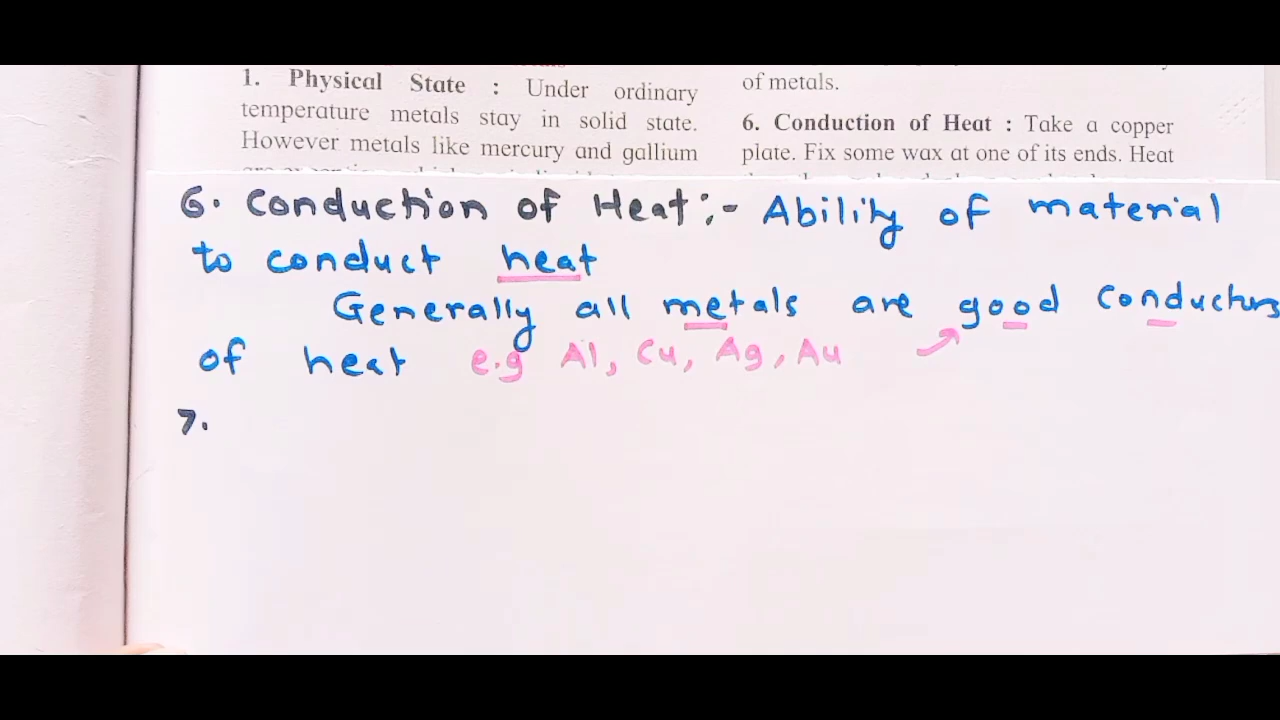 1. Physical State : Under ordinary
temperature metals stay in solid state.
However metals like mercury and gallium
of metals.
6. Conduction of Heat : Take a copper
plate. Fix some wax at one of its ends. Heat
6. Conduction of Heat :- Ability of material
to conduct heat
Generally all metals are good conductors
of heat e.g Al, Cu, Ag, Au
7.